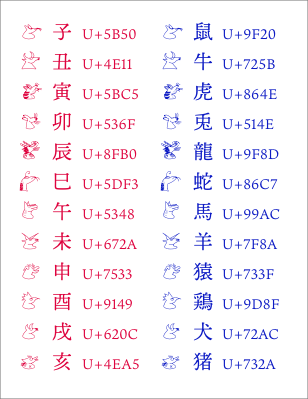 子 U+5B50 鼠 U+9F20
丑 U+4E11 牛 U+725B
寅 U+5BC5 虎 U+864E
卯 U+536F 兎 U+514E
辰 U+8FB0 龍 U+9F8D
巳 U+5DF3 蛇 U+86C7
午 U+5348 馬 U+99AC
未 U+672A 羊 U+7F8A
申 U+7533 猿 U+733F
酉 U+9149 鶏 U+9D8F
戌 U+620C 犬 U+72AC
亥 U+4EA5 猪 U+732A